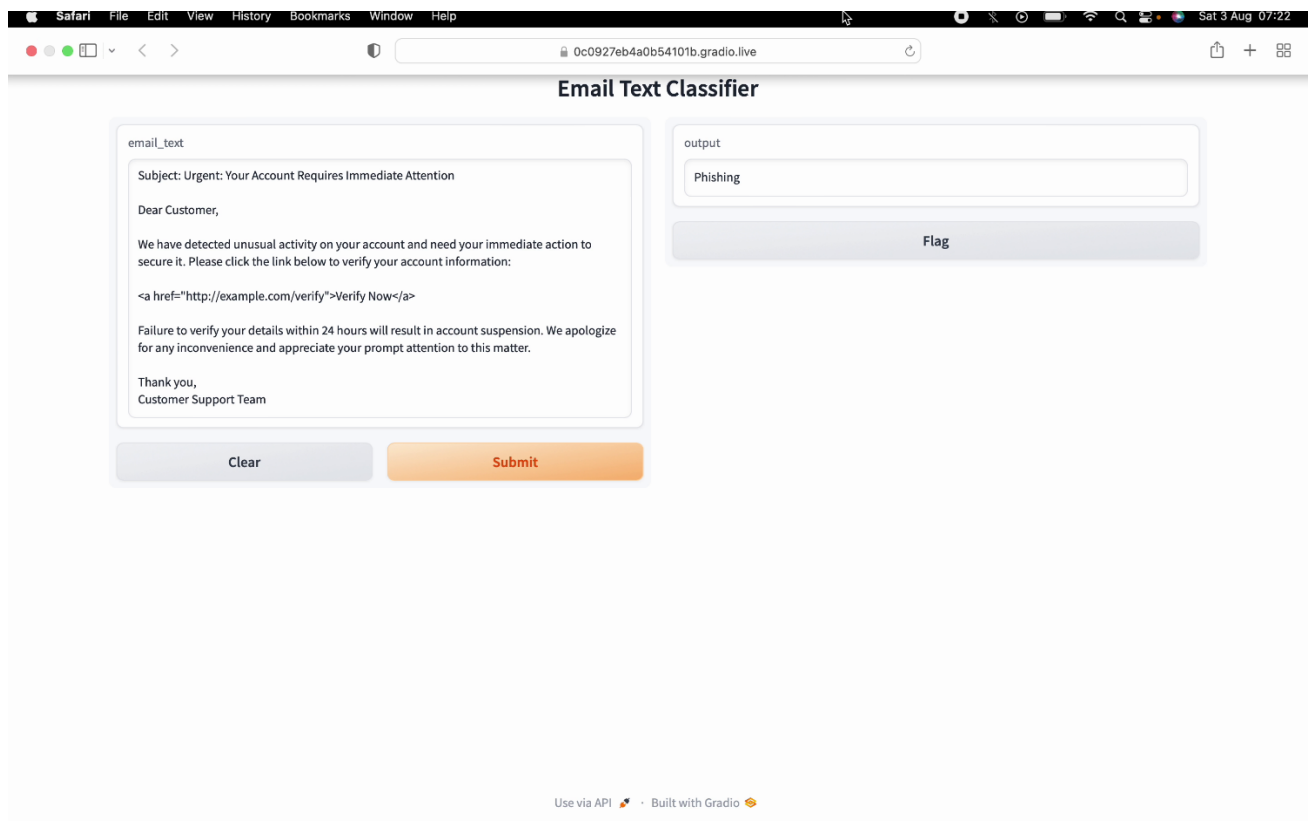 Safari File Edit View History Bookmarks Window Help Sat 3 Aug 07:22
0c0927eb4a0b54101b.gradio.live
Email Text Classifier
email_text
Subject: Urgent: Your Account Requires Immediate Attention
Dear Customer,
We have detected unusual activity on your account and need your immediate action to
secure it. Please click the link below to verify your account information:
<a href="http://example.com/verify">Verify Now</a>
Failure to verify your details within 24 hours will result in account suspension. We apologize
for any inconvenience and appreciate your prompt attention to this matter.
Thank you,
Customer Support Team
Clear
Submit
output
Phishing
Flag
Use via API · Built with Gradio